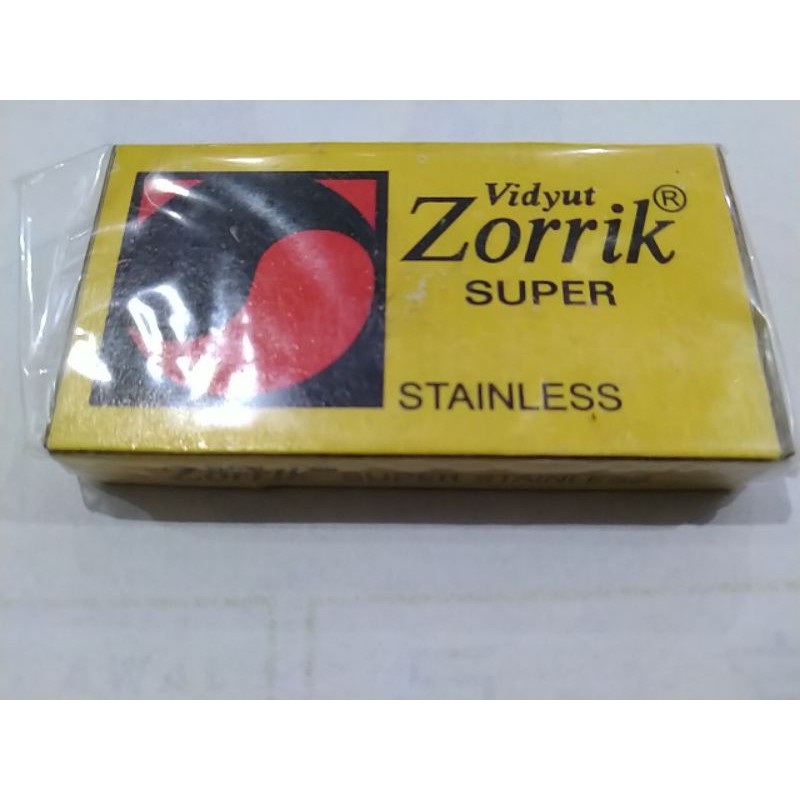 Vidyut
Zorrik®
SUPER
STAINLESS
Zorrik SUPER STAINLESS